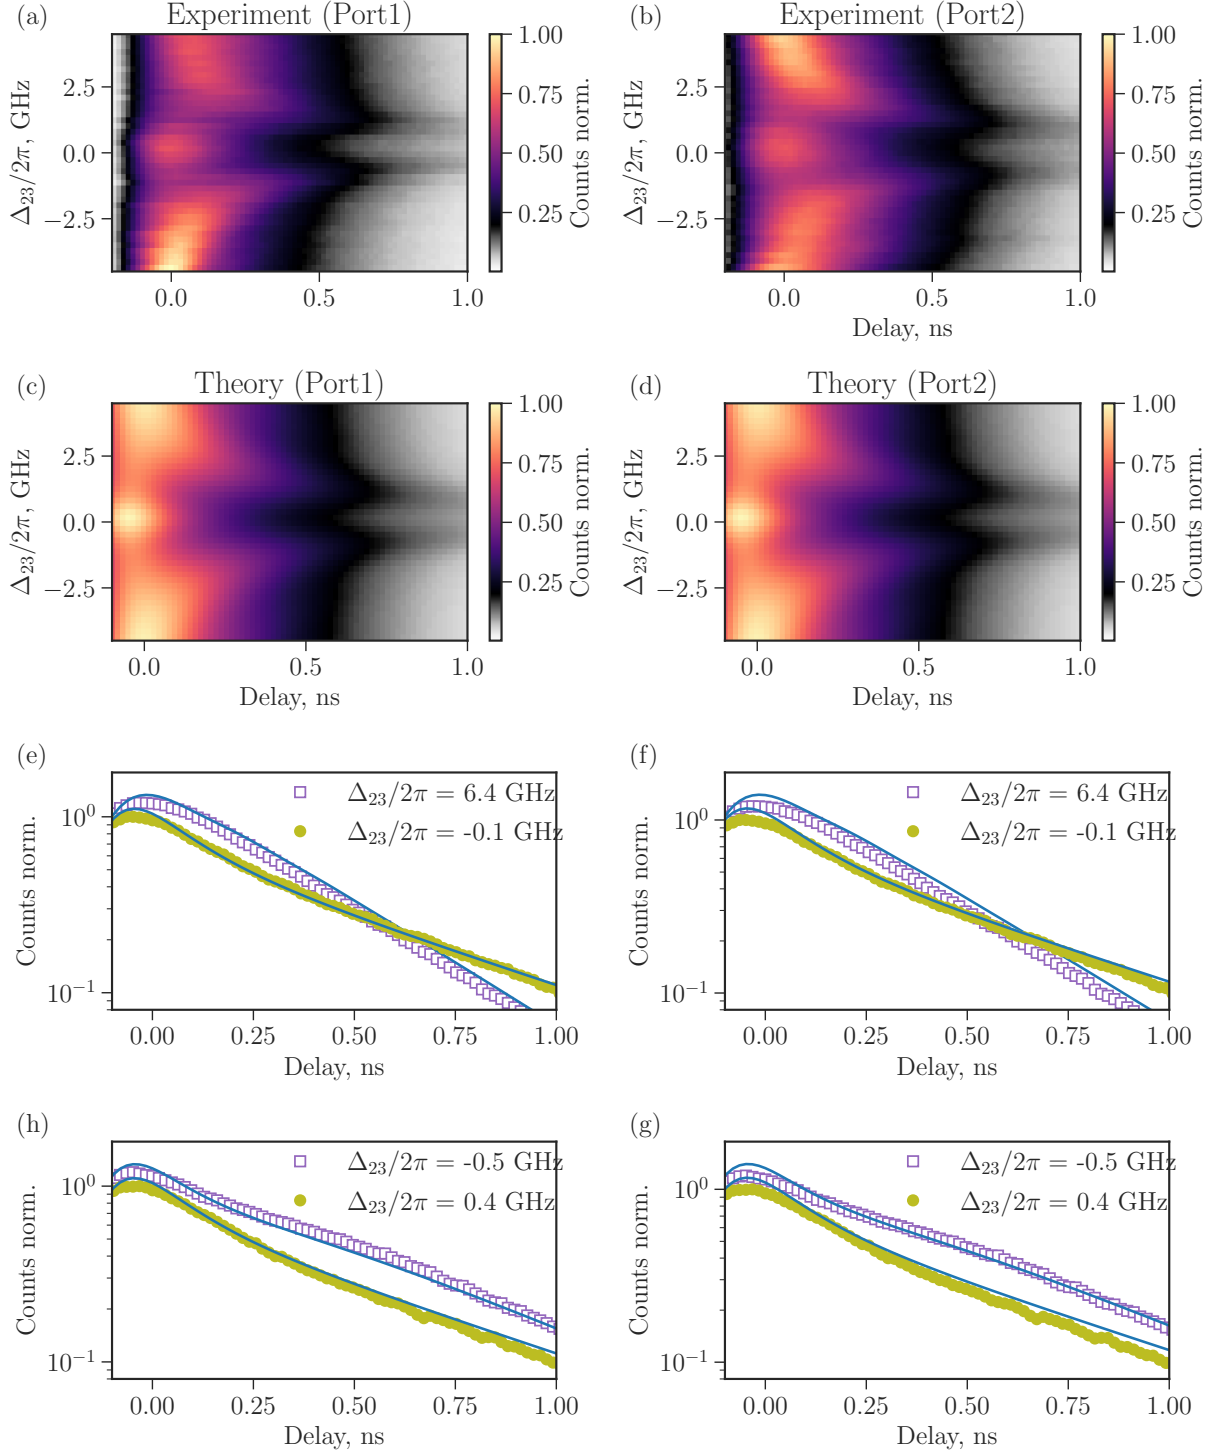 (a) Experiment (Port1)
Δ₂₃/2π, GHz
2.5
0.0
−2.5
0.0 0.5 1.0
1.00
0.75
0.50
0.25
Counts norm.
(b) Experiment (Port2)
Δ₂₃/2π, GHz
2.5
0.0
−2.5
0.0 0.5 1.0
Delay, ns
1.00
0.75
0.50
0.25
Counts norm.
(c) Theory (Port1)
Δ₂₃/2π, GHz
2.5
0.0
−2.5
0.0 0.5 1.0
Delay, ns
1.00
0.75
0.50
0.25
Counts norm.
(d) Theory (Port2)
Δ₂₃/2π, GHz
2.5
0.0
−2.5
0.0 0.5 1.0
Delay, ns
1.00
0.75
0.50
0.25
Counts norm.
(e)
Counts norm.
10⁰
10⁻¹
Δ₂₃/2π = 6.4 GHz
Δ₂₃/2π = -0.1 GHz
0.00 0.25 0.50 0.75 1.00
Delay, ns
(f)
Counts norm.
10⁰
10⁻¹
Δ₂₃/2π = 6.4 GHz
Δ₂₃/2π = -0.1 GHz
0.00 0.25 0.50 0.75 1.00
Delay, ns
(h)
Counts norm.
10⁰
10⁻¹
Δ₂₃/2π = -0.5 GHz
Δ₂₃/2π = 0.4 GHz
0.00 0.25 0.50 0.75 1.00
Delay, ns
(g)
Counts norm.
10⁰
10⁻¹
Δ₂₃/2π = -0.5 GHz
Δ₂₃/2π = 0.4 GHz
0.00 0.25 0.50 0.75 1.00
Delay, ns